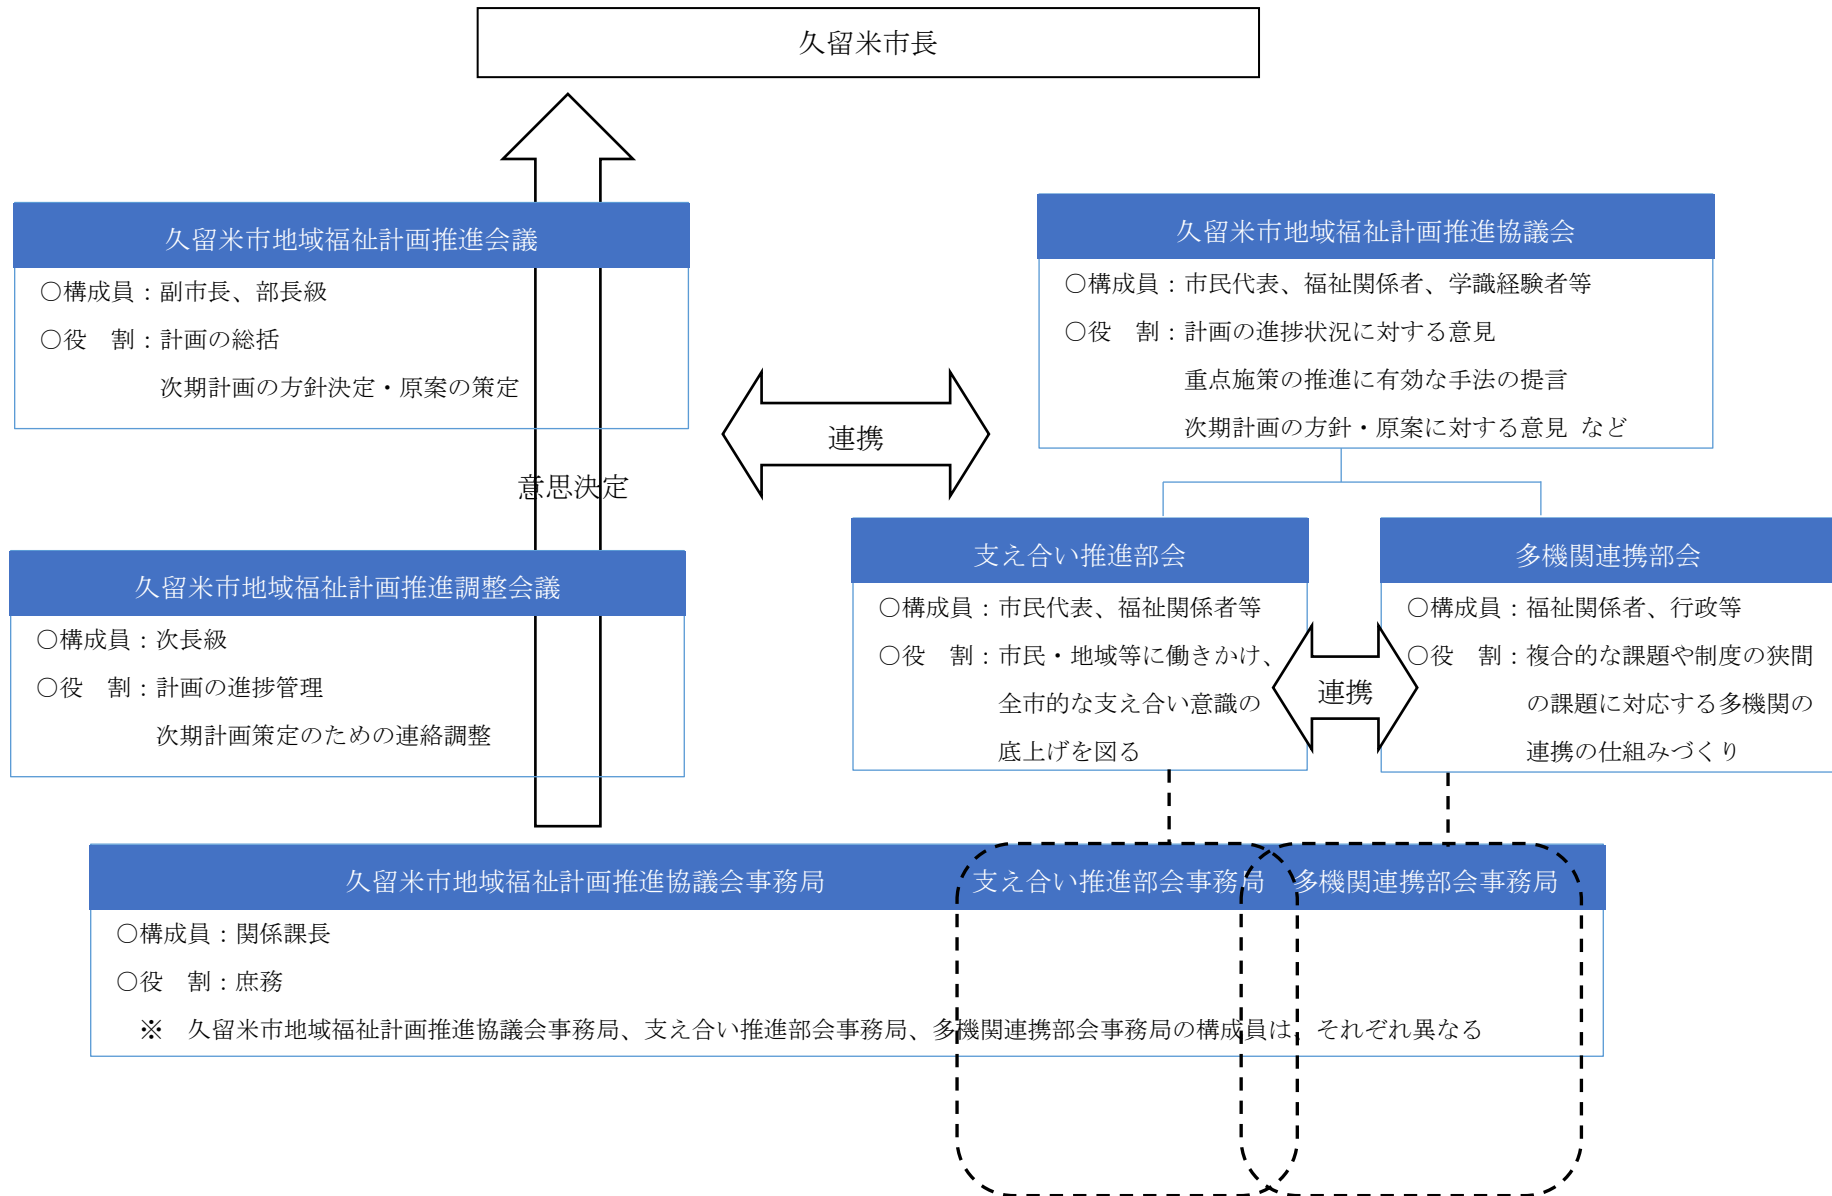 久留米市長
久留米市地域福祉計画推進会議
○構成員：副市長、部長級
○役　割：計画の総括
次期計画の方針決定・原案の策定
久留米市地域福祉計画推進協議会
○構成員：市民代表、福祉関係者、学識経験者等
○役　割：計画の進捗状況に対する意見
重点施策の推進に有効な手法の提言
次期計画の方針・原案に対する意見 など
連携
意思決定
久留米市地域福祉計画推進調整会議
○構成員：次長級
○役　割：計画の進捗管理
次期計画策定のための連絡調整
支え合い推進部会
○構成員：市民代表、福祉関係者等
○役　割：市民・地域等に働きかけ、
全市的な支え合い意識の
底上げを図る
連携
多機関連携部会
○構成員：福祉関係者、行政等
○役　割：複合的な課題や制度の狭間
の課題に対応する多機関の
連携の仕組みづくり
久留米市地域福祉計画推進協議会事務局　支え合い推進部会事務局　多機関連携部会事務局
○構成員：関係課長
○役　割：庶務
※　久留米市地域福祉計画推進協議会事務局、支え合い推進部会事務局、多機関連携部会事務局の構成員は、それぞれ異なる